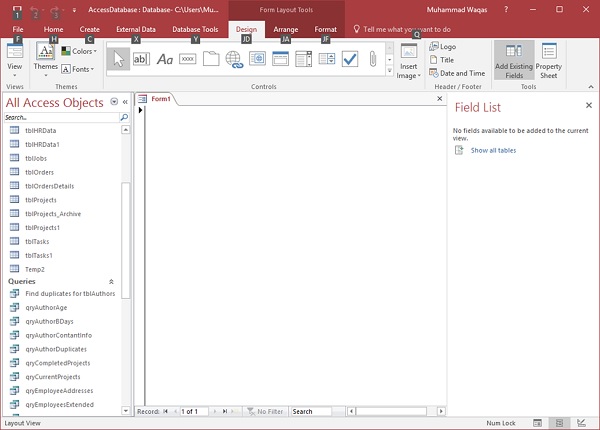 1 2 3 AccessDatabase : Database- C:\Users\Mu... Form Layout Tools Muhammad Waqas ?
File Home Create External Data Database Tools Design Arrange Format Tell me what you want to do
F H C X Y JD JA JF Q
View Themes Colors Fonts ab Aa xxxx Insert Image Logo Title Date and Time Add Existing Fields Property Sheet
Views Themes Controls Header / Footer Tools
All Access Objects
Search...
tblHRData
tblHRData1
tblJobs
tblOrders
tblOrdersDetails
tblProjects
tblProjects_Archive
tblProjects1
tblTasks
tblTasks1
Temp2
Queries
Find duplicates for tblAuthors
qryAuthorAge
qryAuthorBDays
qryAuthorContantInfo
qryAuthorDuplicates
qryCompletedProjects
qryCurrentProjects
qryEmployeeAddresses
qryEmployeesExtended
Form1
Record: 1 of 1 No Filter Search
Field List
No fields available to be added to the current
view.
Show all tables
Layout View Num Lock